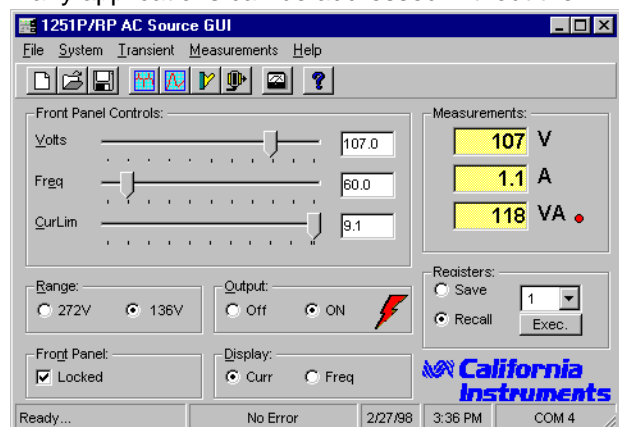 1251P/RP AC Source GUI
File System Transient Measurements Help
Front Panel Controls:
Volts 107.0
Freq 60.0
CurLim 9.1
Measurements:
107 V
1.1 A
118 VA
Range:
272V 136V
Output:
Off ON
Registers:
Save
Recall
1
Exec.
Front Panel:
Locked
Display:
Curr Freq
California
Instruments
Ready... No Error 2/27/98 3:36 PM COM 4